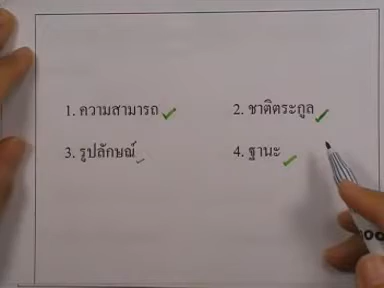 1. ความสามารถ 2. ชาติตระกูล
3. รูปลักษณ์ 4. ฐานะ